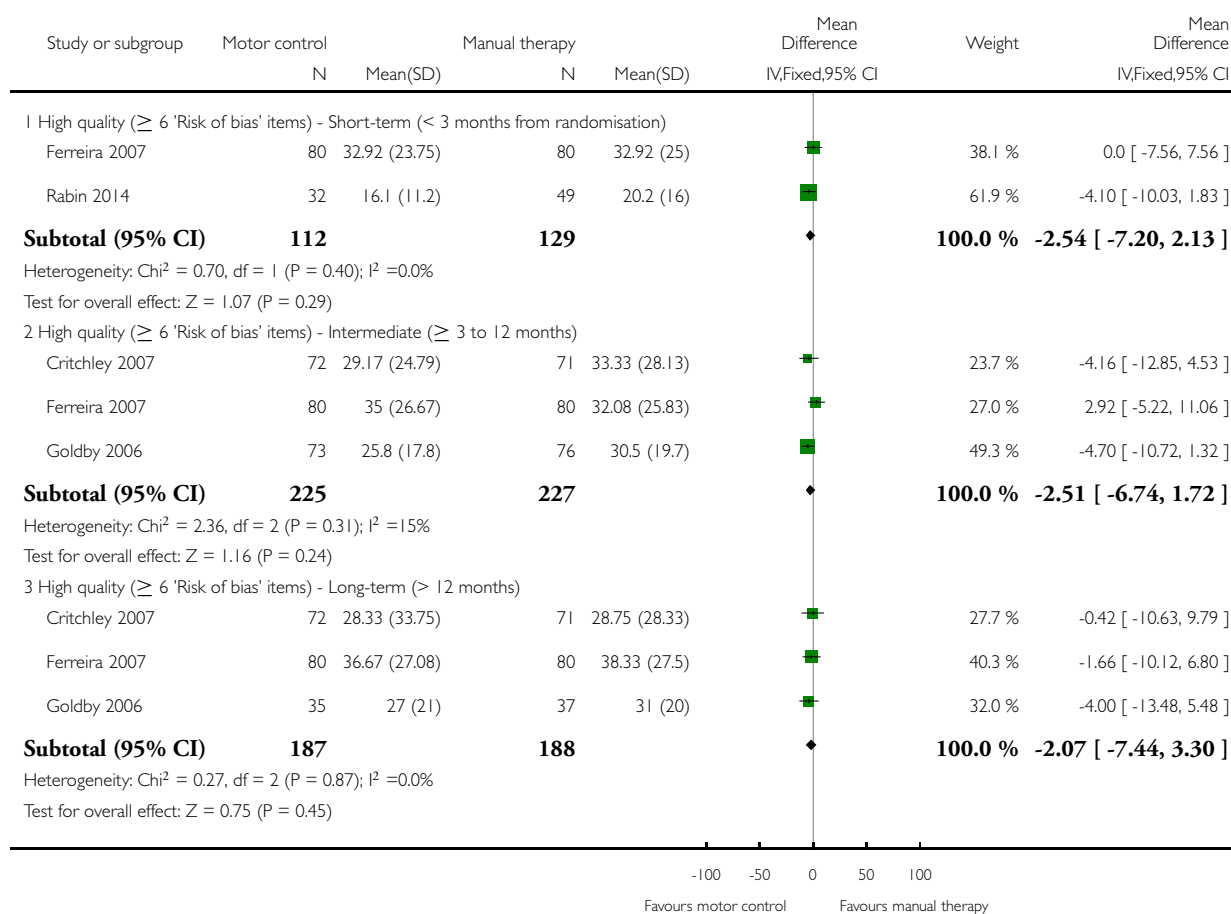 Study or subgroup Motor control Manual therapy Mean Difference Weight Mean Difference
N Mean(SD) N Mean(SD) IV,Fixed,95% CI IV,Fixed,95% CI
1 High quality (≥ 6 'Risk of bias' items) - Short-term (< 3 months from randomisation)
Ferreira 2007 80 32.92 (23.75) 80 32.92 (25) 38.1 % 0.0 [ -7.56, 7.56 ]
Rabin 2014 32 16.1 (11.2) 49 20.2 (16) 61.9 % -4.10 [ -10.03, 1.83 ]
Subtotal (95% CI) 112 129 100.0 % -2.54 [ -7.20, 2.13 ]
Heterogeneity: Chi² = 0.70, df = 1 (P = 0.40); I² =0.0%
Test for overall effect: Z = 1.07 (P = 0.29)
2 High quality (≥ 6 'Risk of bias' items) - Intermediate (≥ 3 to 12 months)
Critchley 2007 72 29.17 (24.79) 71 33.33 (28.13) 23.7 % -4.16 [ -12.85, 4.53 ]
Ferreira 2007 80 35 (26.67) 80 32.08 (25.83) 27.0 % 2.92 [ -5.22, 11.06 ]
Goldby 2006 73 25.8 (17.8) 76 30.5 (19.7) 49.3 % -4.70 [ -10.72, 1.32 ]
Subtotal (95% CI) 225 227 100.0 % -2.51 [ -6.74, 1.72 ]
Heterogeneity: Chi² = 2.36, df = 2 (P = 0.31); I² =15%
Test for overall effect: Z = 1.16 (P = 0.24)
3 High quality (≥ 6 'Risk of bias' items) - Long-term (> 12 months)
Critchley 2007 72 28.33 (33.75) 71 28.75 (28.33) 27.7 % -0.42 [ -10.63, 9.79 ]
Ferreira 2007 80 36.67 (27.08) 80 38.33 (27.5) 40.3 % -1.66 [ -10.12, 6.80 ]
Goldby 2006 35 27 (21) 37 31 (20) 32.0 % -4.00 [ -13.48, 5.48 ]
Subtotal (95% CI) 187 188 100.0 % -2.07 [ -7.44, 3.30 ]
Heterogeneity: Chi² = 0.27, df = 2 (P = 0.87); I² =0.0%
Test for overall effect: Z = 0.75 (P = 0.45)
-100 -50 0 50 100
Favours motor control Favours manual therapy